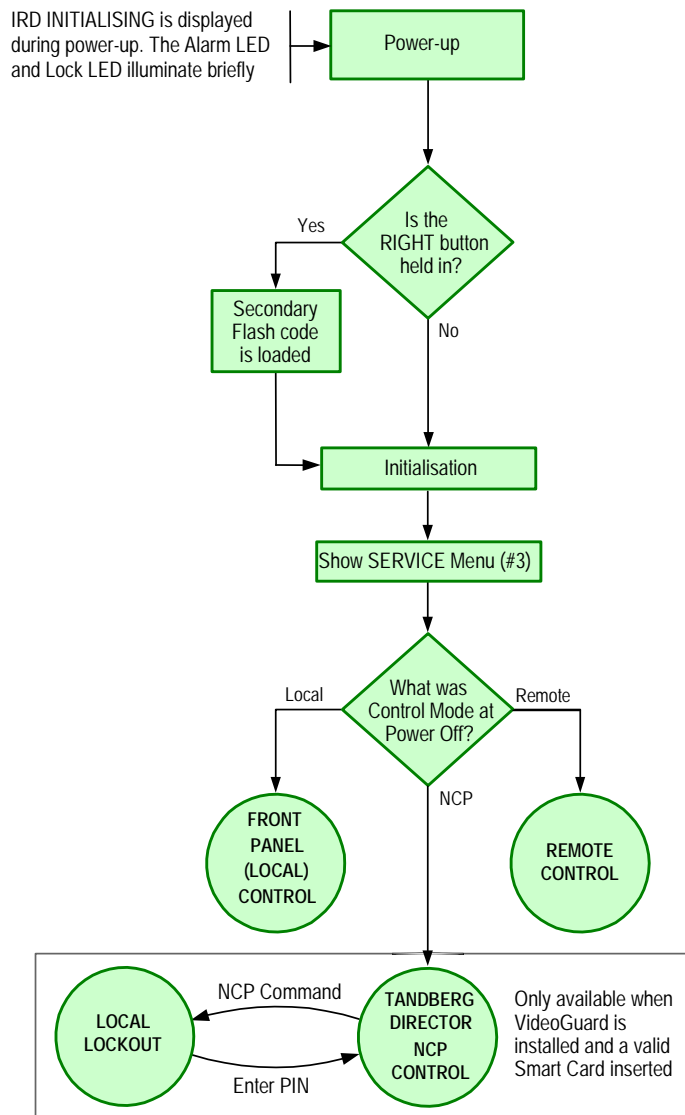 IRD INITIALISING is displayed
during power-up. The Alarm LED
and Lock LED illuminate briefly
Power-up
Is the
RIGHT button
held in?
Yes
No
Secondary
Flash code
is loaded
Initialisation
Show SERVICE Menu (#3)
What was
Control Mode at
Power Off?
Local
Remote
NCP
FRONT
PANEL
(LOCAL)
CONTROL
REMOTE
CONTROL
LOCAL
LOCKOUT
NCP Command
Enter PIN
TANDBERG
DIRECTOR
NCP
CONTROL
Only available when
VideoGuard is
installed and a valid
Smart Card inserted